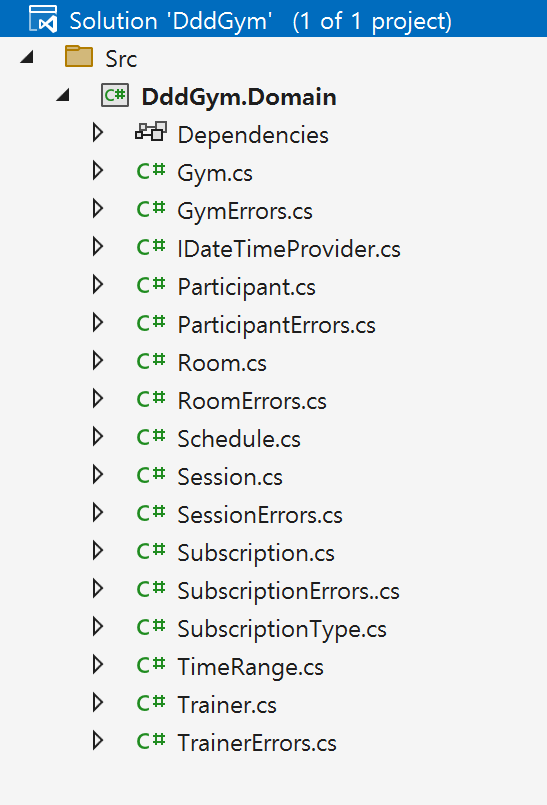 Solution 'DddGym' (1 of 1 project)
Src
C# DddGym.Domain
Dependencies
C# Gym.cs
C# GymErrors.cs
C# IDateTimeProvider.cs
C# Participant.cs
C# ParticipantErrors.cs
C# Room.cs
C# RoomErrors.cs
C# Schedule.cs
C# Session.cs
C# SessionErrors.cs
C# Subscription.cs
C# SubscriptionErrors..cs
C# SubscriptionType.cs
C# TimeRange.cs
C# Trainer.cs
C# TrainerErrors.cs